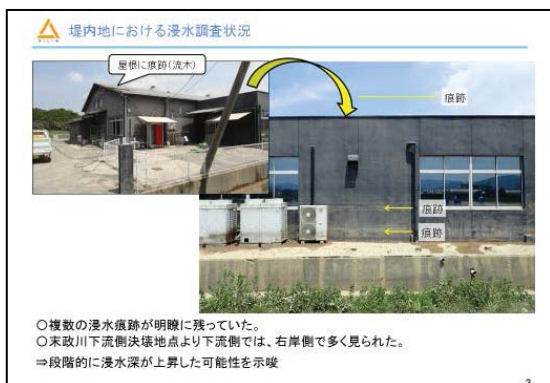 堤内地における浸水調査状況
屋根に痕跡(流木)
痕跡
痕跡
痕跡
○複数の浸水痕跡が明瞭に残っていた。
○末政川下流側決壊地点より下流側では、右岸側で多く見られた。
⇒段階的に浸水深が上昇した可能性を示唆